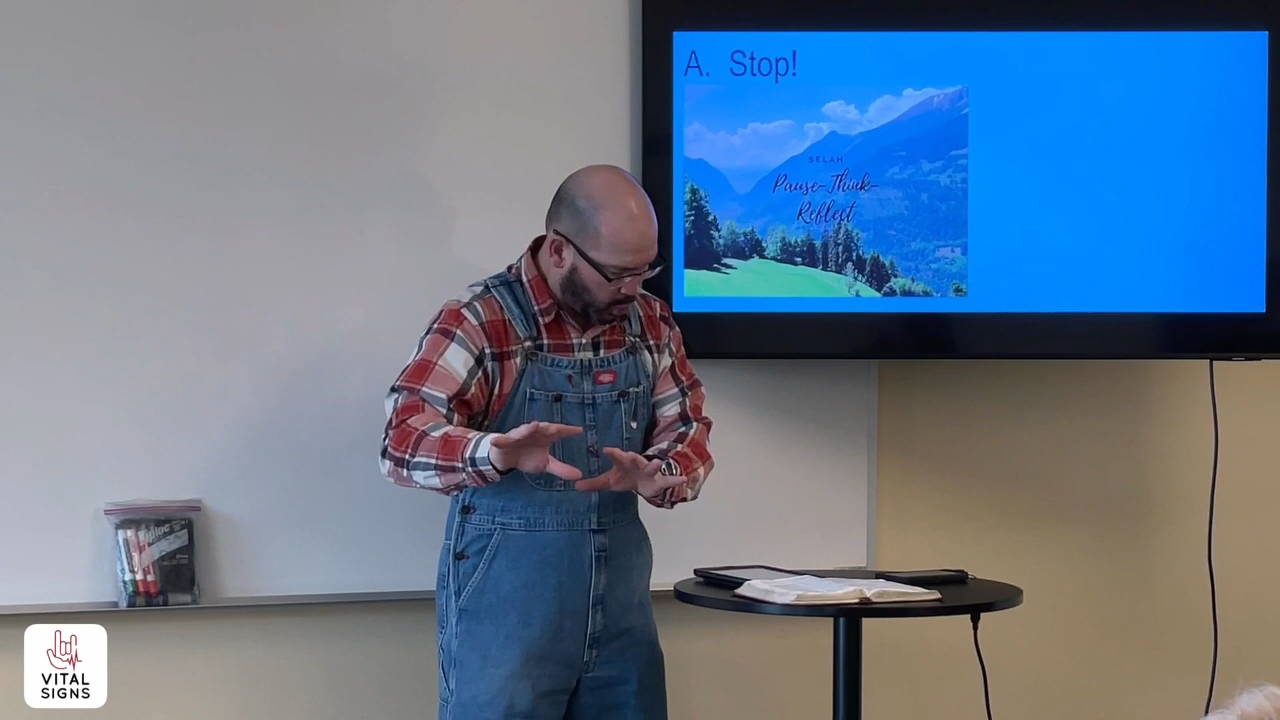 A. Stop!
SELAH
Pause-Think-
Reflect
VITAL
SIGNS